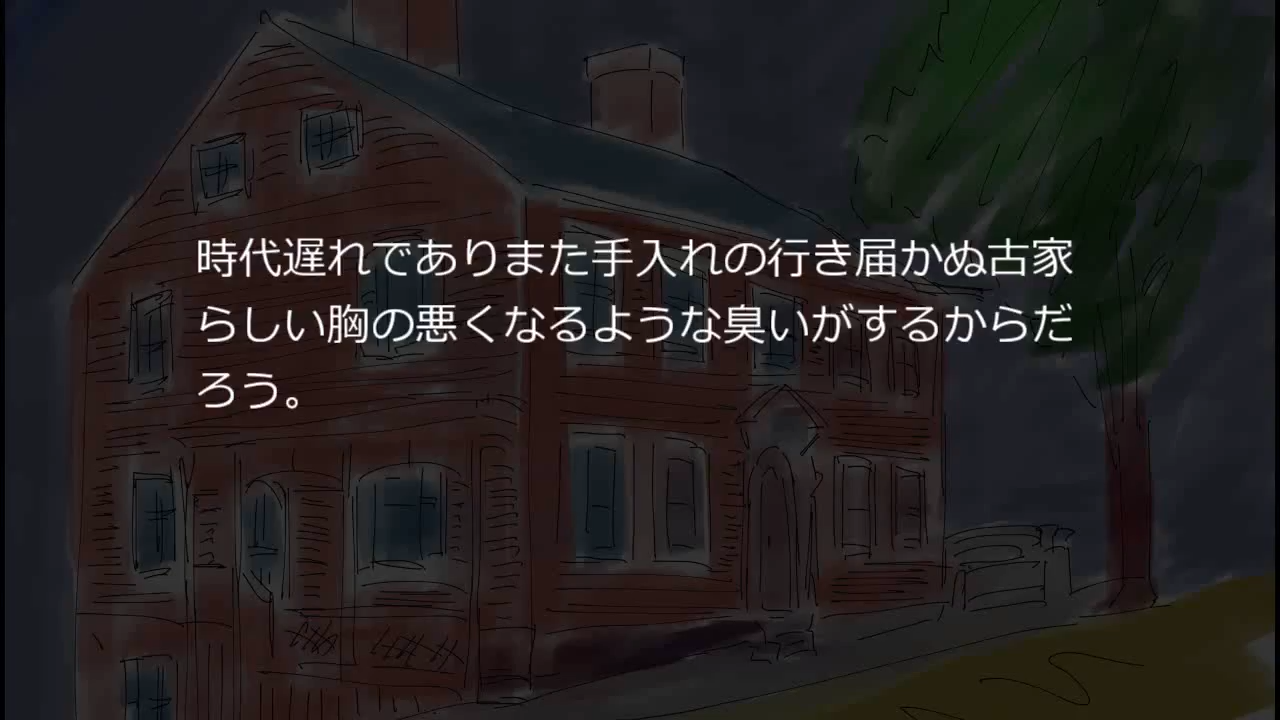 時代遅れでありまた手入れの行き届かぬ古家
らしい胸の悪くなるような臭いがするからだ
ろう。